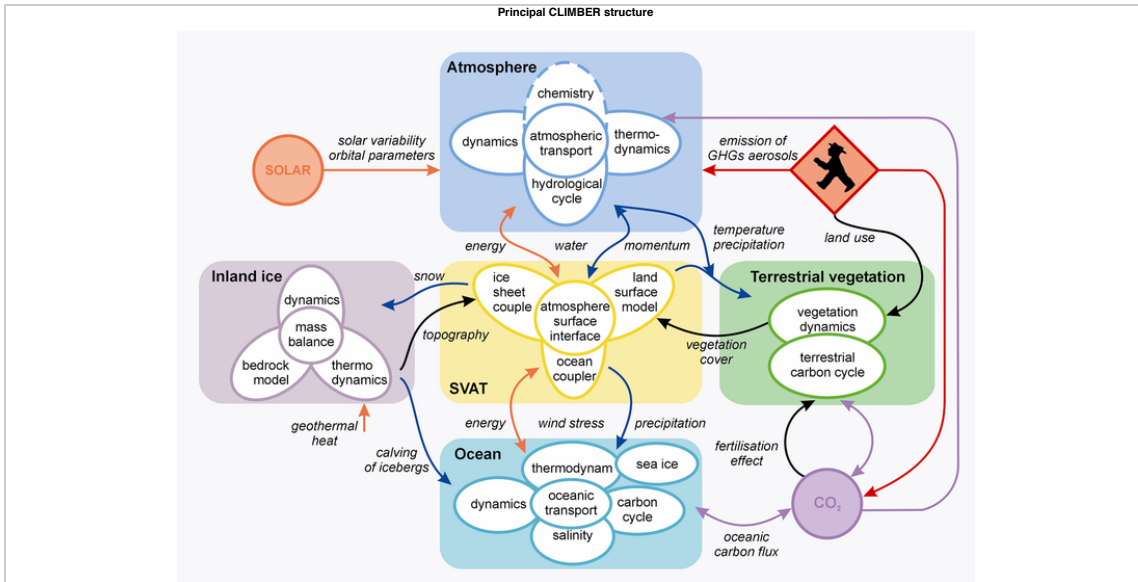 Principal CLIMBER structure
Atmosphere
chemistry
dynamics
atmospheric
transport
thermo-
dynamics
hydrological
cycle
solar variability
orbital parameters
SOLAR
emission of
GHGs aerosols
energy
water
momentum
temperature
precipitation
land use
Inland ice
dynamics
mass
balance
bedrock
model
thermo
dynamics
snow
topography
ice
sheet
couple
atmosphere
surface
interface
land
surface
model
ocean
coupler
SVAT
vegetation
cover
Terrestrial vegetation
vegetation
dynamics
terrestrial
carbon cycle
geothermal
heat
calving
of icebergs
energy
wind stress
precipitation
fertilisation
effect
Ocean
thermodynam
sea ice
dynamics
oceanic
transport
carbon
cycle
salinity
oceanic
carbon flux
CO₂